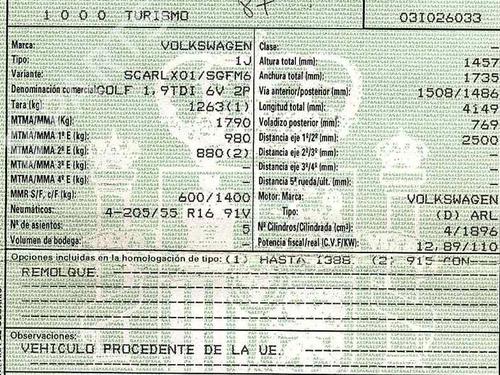 1000 TURISMO
03I026033
Marca: VOLKSWAGEN
Tipo: 1J
Variante: SCARLX01/SGFM6
Denominación comercial: GOLF 1,9TDI 6V 2P
Tara (kg) 1263(1)
MTMA/MMA (Kg): 1790
MTMA/MMA 1º E (kg): 980
MTMA/MMA 2º E (kg): 880(2)
MTMA/MMA 3º E (kg): -
MTMA/MMA 4º E (kg): -
MMR S/F, c/F (kg): 600/1400
Neumáticos: 4-205/55 R16 91V
Nº de asientos: 5
Volumen de bodega: -
Clase: -
Altura total (mm): 1457
Anchura total (mm): 1735
Vía anterior/posterior (mm): 1508/1486
Longitud total (mm): 4149
Voladizo posterior (mm): 769
Distancia eje 1º/2º (mm): 2500
Distancia eje 2º/3º (mm): -
Distancia eje 3º/4º (mm): -
Distancia 5ª rueda/ult. (mm): -
Motor: Marca: VOLKSWAGEN
Tipo: (D) ARL
Nº Cilindros/Cilindrada (cm³): 4/1896
Potencia fiscal/real (C.V.F/KW): 12,89/110
Opciones incluidas en la homologación de tipo: (1) HASTA 1388. (2) 915 CON
REMOLQUE.
Observaciones:
VEHICULO PROCEDENTE DE LA UE.